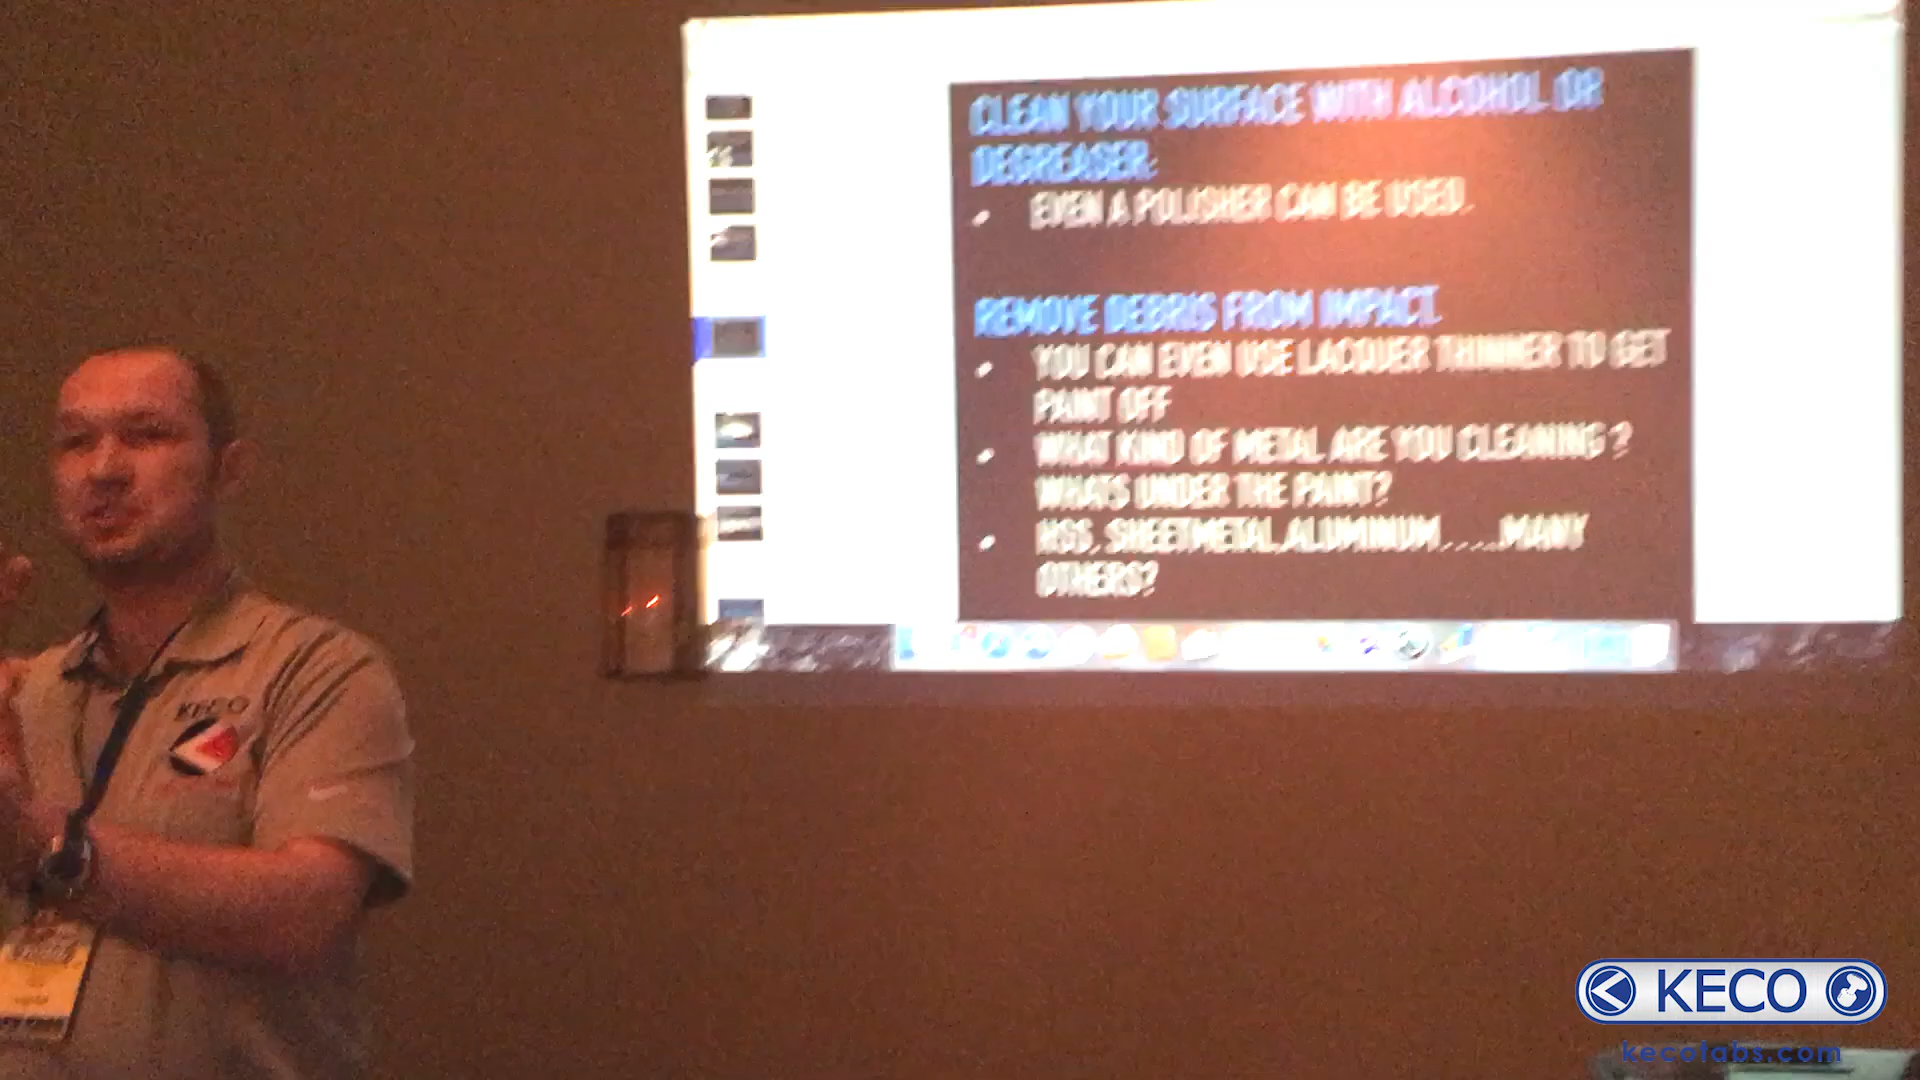 CLEAN YOUR SURFACE WITH ALCOHOL OR
DEGREASER.
• EVEN A POLISHER CAN BE USED.
REMOVE DEBRIS FROM IMPACT.
• YOU CAN EVEN USE LACQUER THINNER TO GET
PAINT OFF
• WHAT KIND OF METAL ARE YOU CLEANING ?
WHATS UNDER THE PAINT?
• HSS, SHEETMETAL,ALUMINUM.....MANY
OTHERS?
KECO
KECO
kecotabs.com